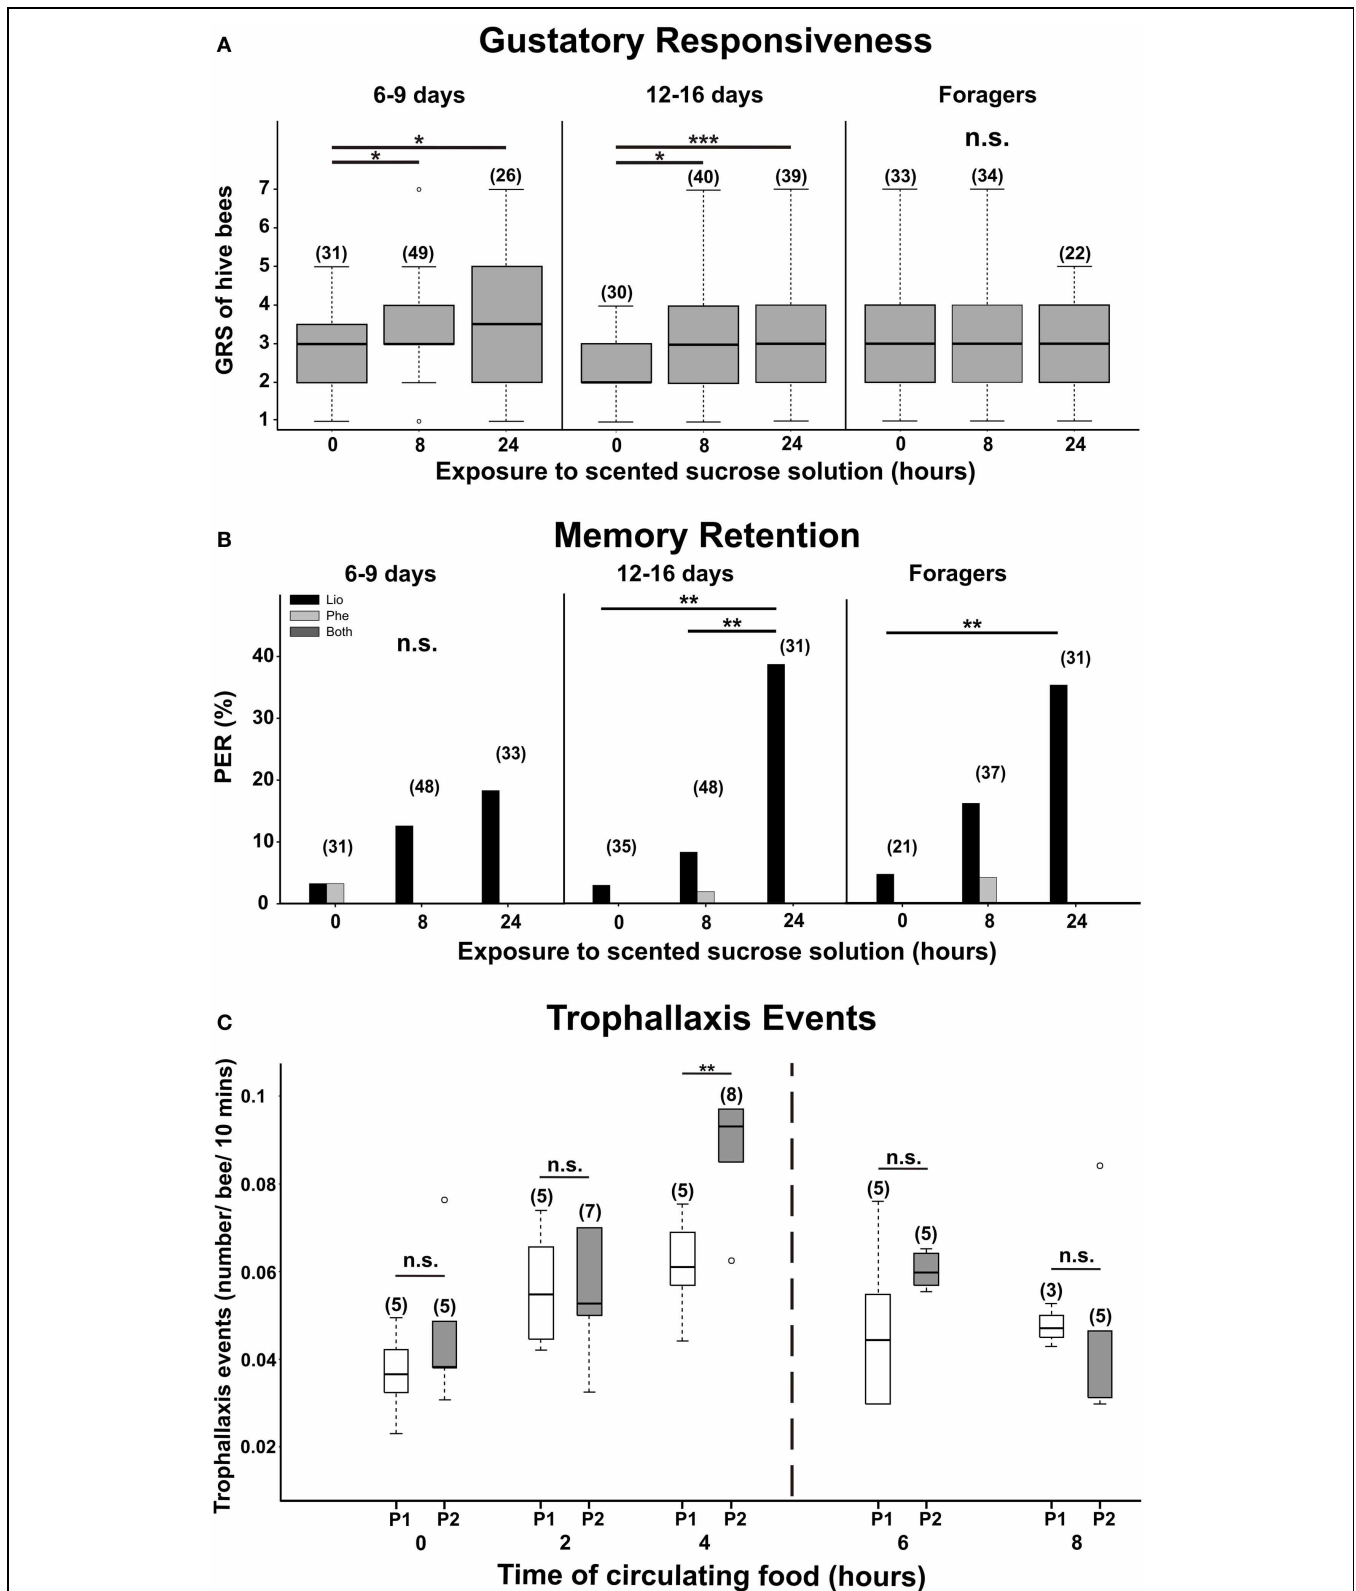 A
Gustatory Responsiveness
6-9 days
12-16 days
Foragers
n.s.
*
*
***
*
(31)
(49)
(26)
(30)
(40)
(39)
(33)
(34)
(22)
GRS of hive bees
7
6
5
4
3
2
1
0 8 24 0 8 24 0 8 24
Exposure to scented sucrose solution (hours)
B
Memory Retention
6-9 days
12-16 days
Foragers
Lio
Phe
Both
n.s.
**
**
**
(31)
(48)
(33)
(35)
(48)
(31)
(21)
(37)
(31)
PER (%)
40
30
20
10
0
0 8 24 0 8 24 0 8 24
Exposure to scented sucrose solution (hours)
C
Trophallaxis Events
Trophallaxis events (number/ bee/ 10 mins)
0.1
0.08
0.06
0.04
0.02
n.s.
(5) (5)
n.s.
(5) (7)
**
(5) (8)
n.s.
(5) (5)
n.s.
(3) (5)
P1 P2 P1 P2 P1 P2 P1 P2 P1 P2
0 2 4 6 8
Time of circulating food (hours)